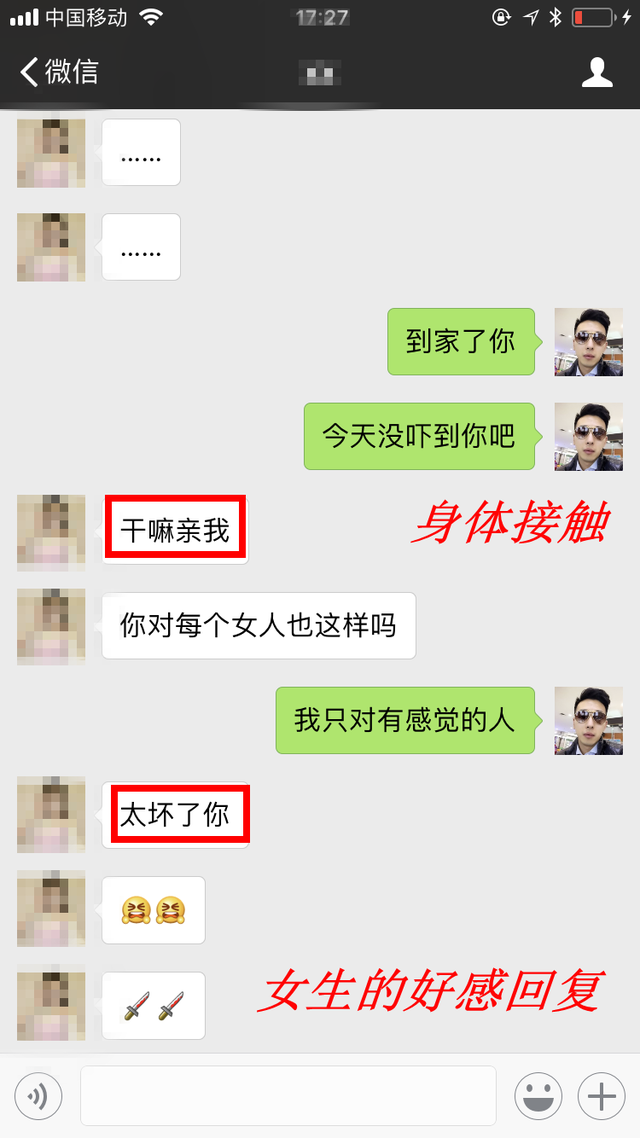 中国移动
17:27
微信
……
……
到家了你
今天没吓到你吧
干嘛亲我
身体接触
你对每个女人也这样吗
我只对有感觉的人
太坏了你
女生的好感回复